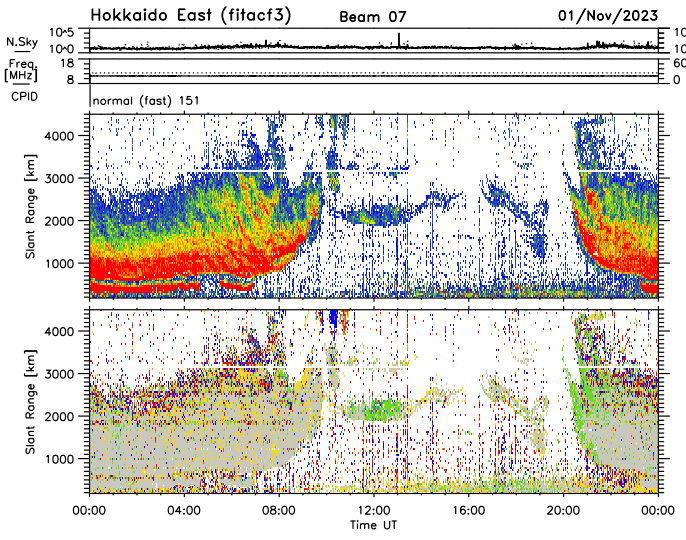 Hokkaido East (fitacf3) Beam 07 01/Nov/2023
N.Sky 10^5 10^0 10 10
Freq. [MHz] 18 8 60 0
CPID normal (fast) 151
Slant Range [km] 4000 3000 2000 1000
Slant Range [km] 4000 3000 2000 1000
00:00 04:00 08:00 12:00 16:00 20:00 00:00
Time UT